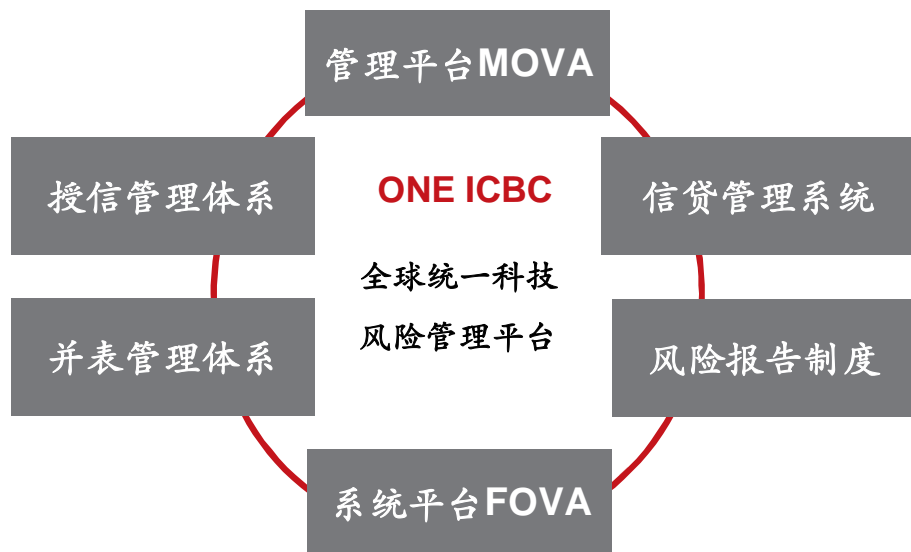 管理平台MOVA
授信管理体系
ONE ICBC
信贷管理系统
全球统一科技
风险管理平台
并表管理体系
风险报告制度
系统平台FOVA